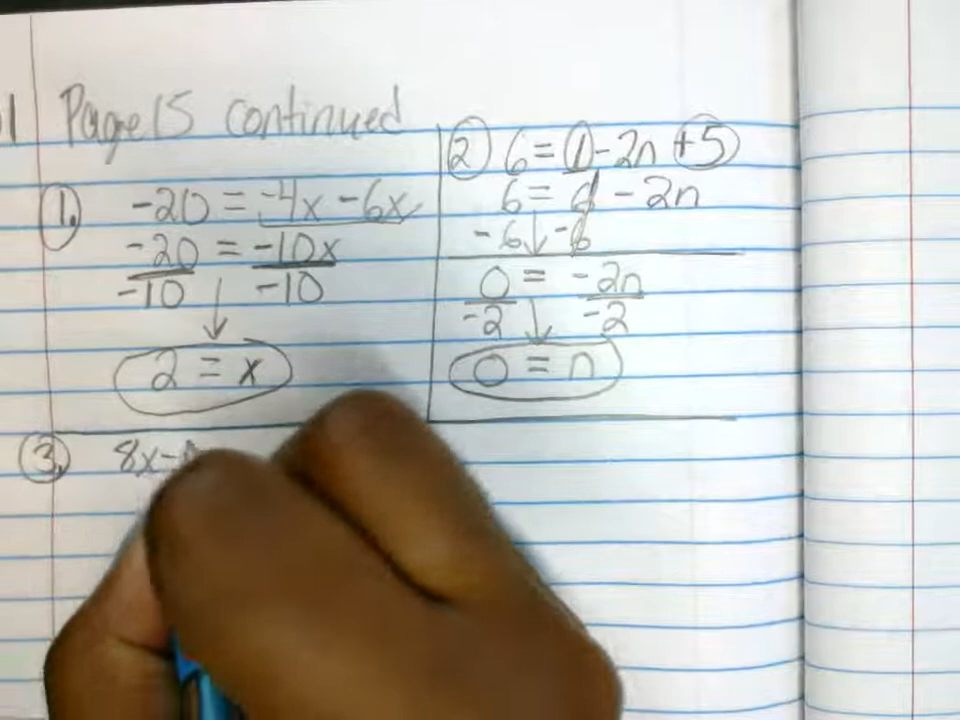 1 Page 15 continued
1. -20 = -4x -6x
-20 = -10x
-10 -10
2 = x
2 6 = 1 - 2n + 5
6 = 6 - 2n
-6 -6
0 = -2n
-2 -2
0 = n
3. 8x-